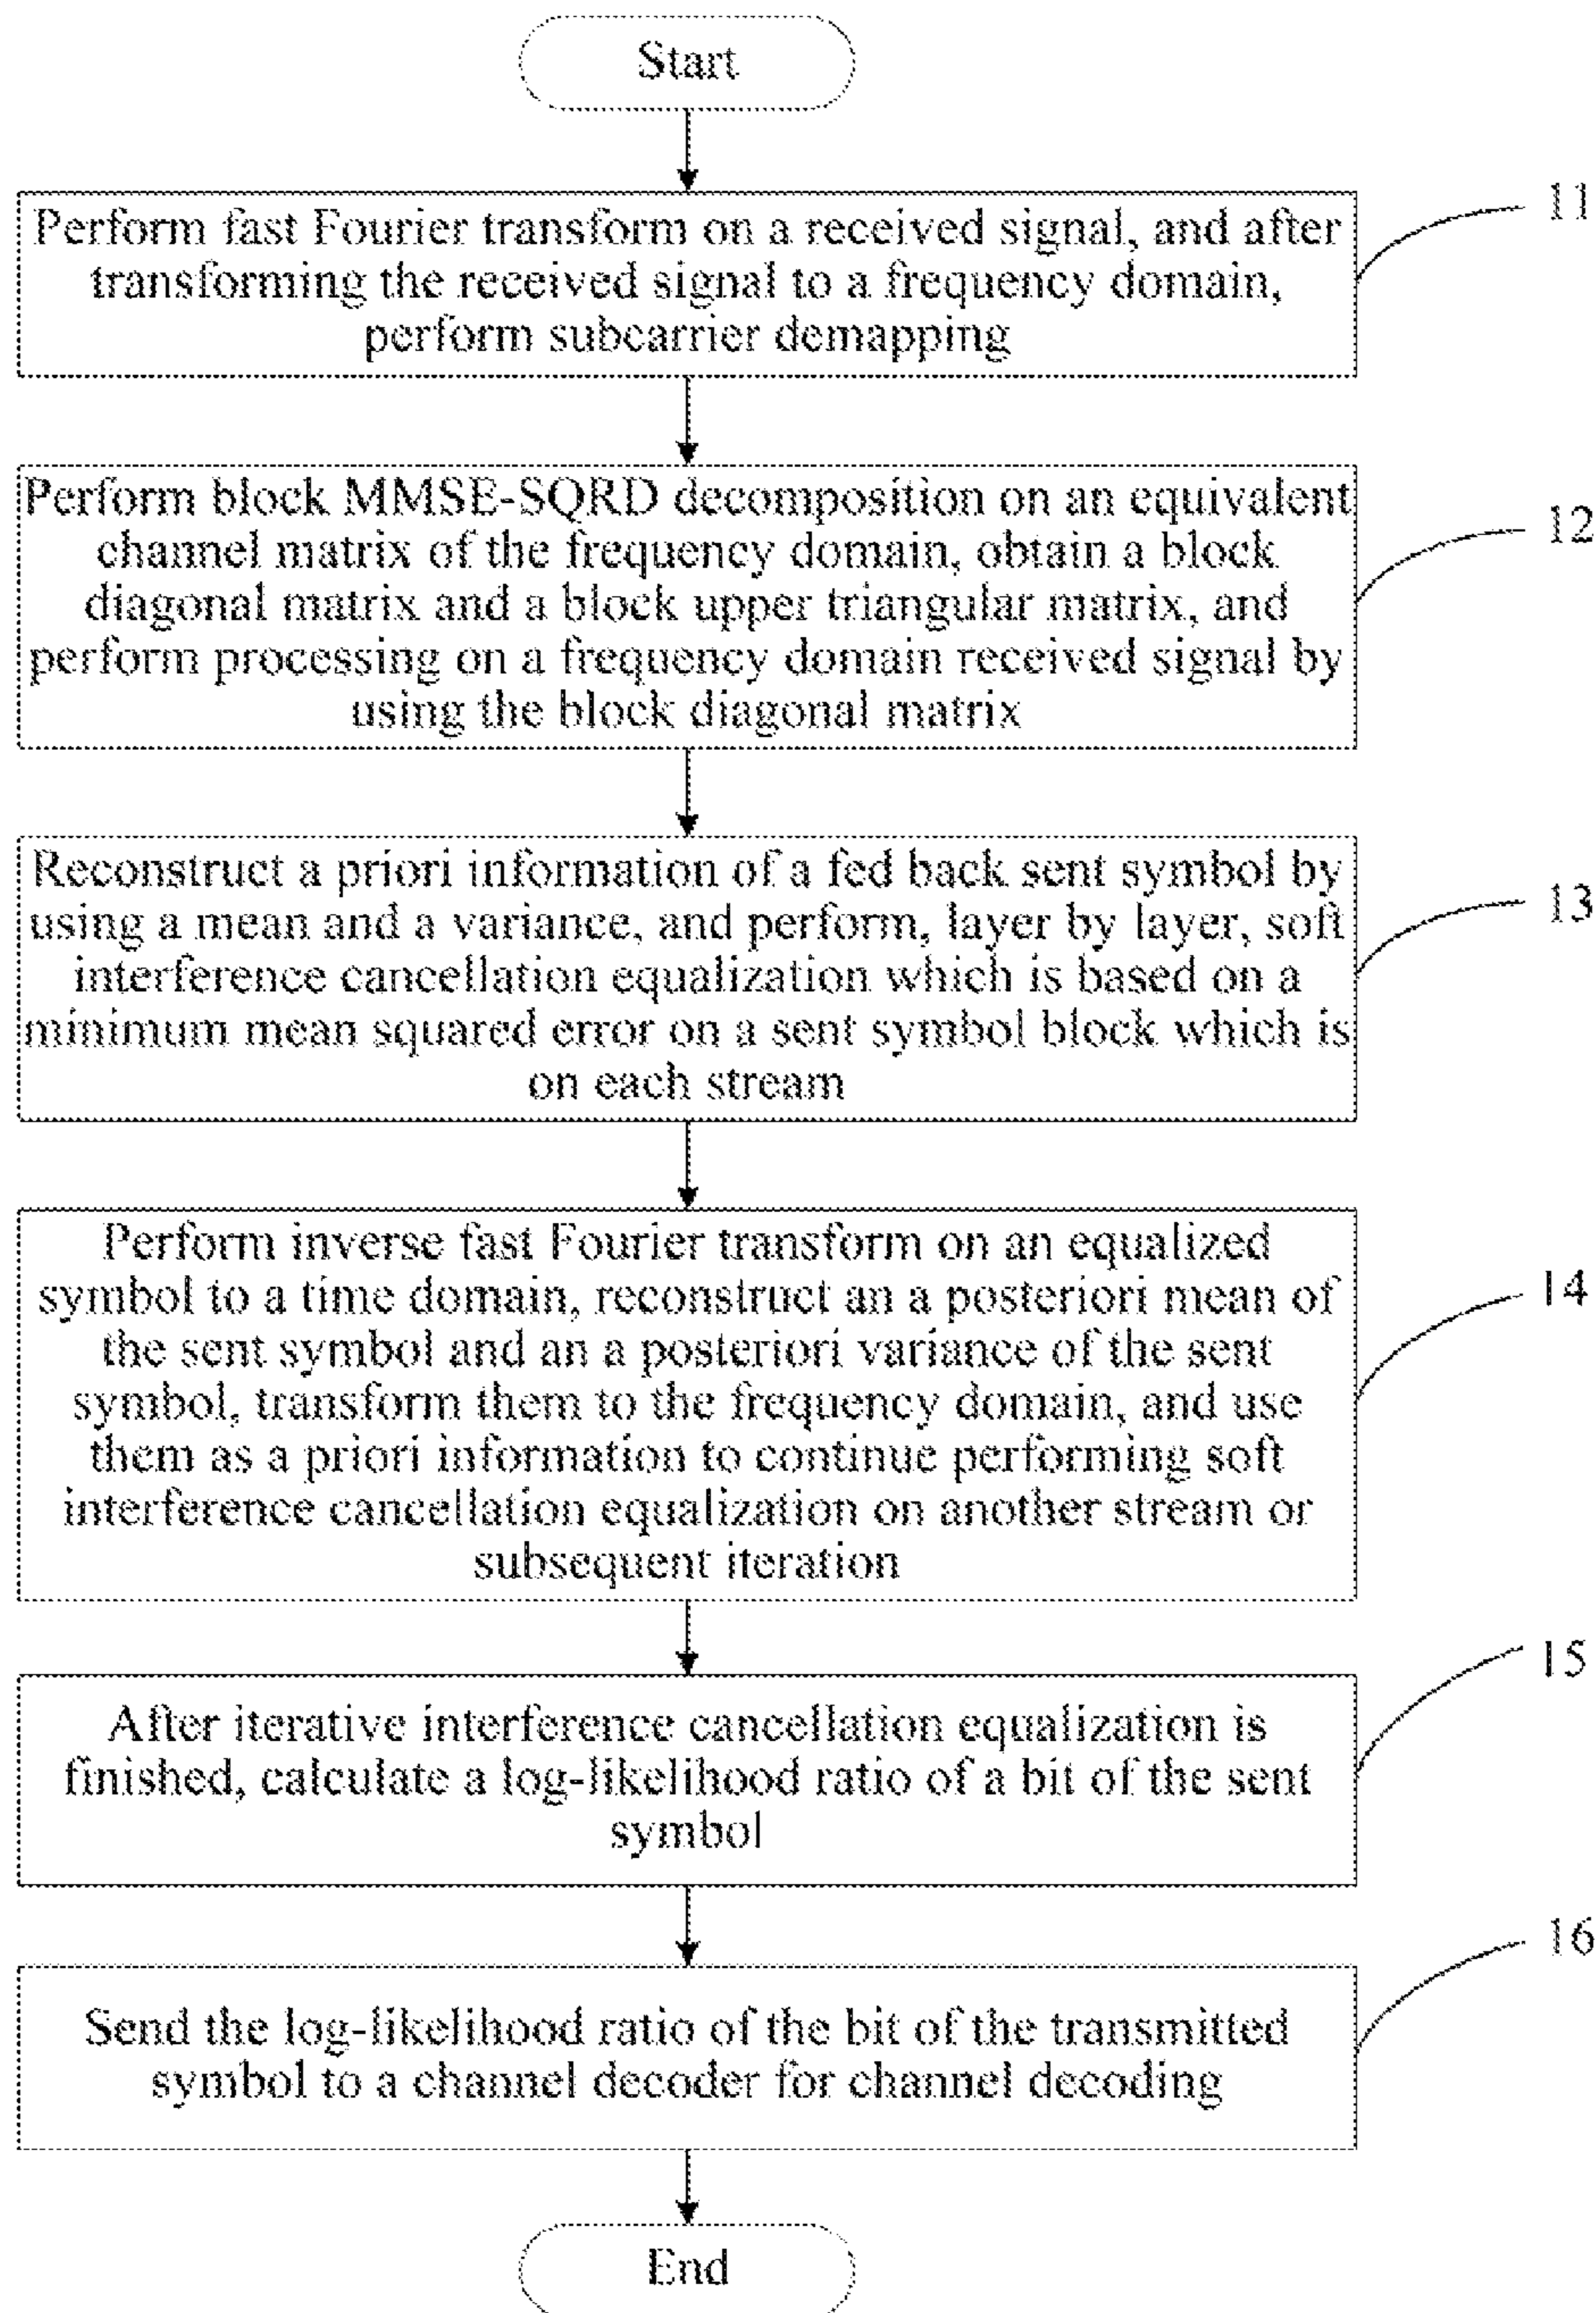 Start
Perform fast Fourier transform on a received signal, and after
transforming the received signal to a frequency domain,
perform subcarrier demapping
11
Perform block MMSE-SQRD decomposition on an equivalent
channel matrix of the frequency domain, obtain a block
diagonal matrix and a block upper triangular matrix, and
perform processing on a frequency domain received signal by
using the block diagonal matrix
12
Reconstruct a priori information of a fed back sent symbol by
using a mean and a variance, and perform, layer by layer, soft
interference cancellation equalization which is based on a
minimum mean squared error on a sent symbol block which is
on each stream
13
Perform inverse fast Fourier transform on an equalized
symbol to a time domain, reconstruct an a posteriori mean of
the sent symbol and an a posteriori variance of the sent
symbol, transform them to the frequency domain, and use
them as a priori information to continue performing soft
interference cancellation equalization on another stream or
subsequent iteration
14
After iterative interference cancellation equalization is
finished, calculate a log-likelihood ratio of a bit of the sent
symbol
15
Send the log-likelihood ratio of the bit of the transmitted
symbol to a channel decoder for channel decoding
16
End